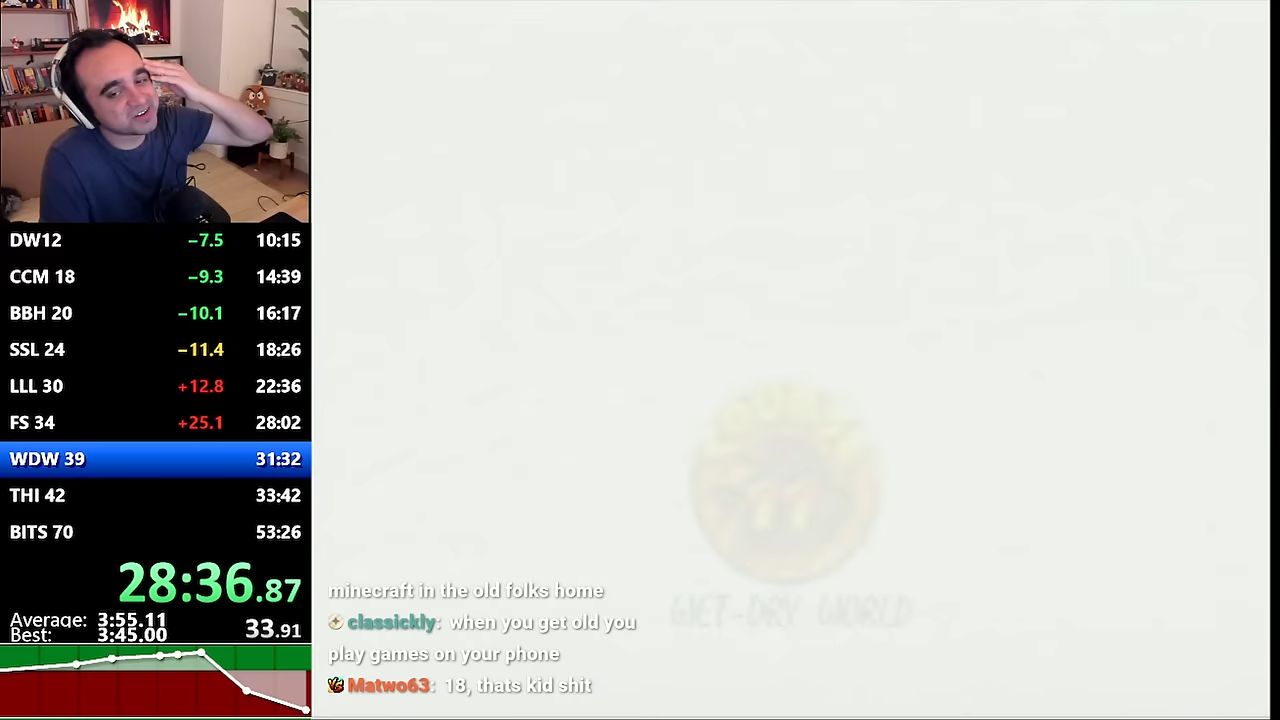 DW12 −7.5 10:15
CCM 18 −9.3 14:39
BBH 20 −10.1 16:17
SSL 24 −11.4 18:26
LLL 30 +12.8 22:36
FS 34 +25.1 28:02
WDW 39 31:32
THI 42 33:42
BITS 70 53:26
28:36.87
Average: 3:55.11
Best: 3:45.00 33.91
minecraft in the old folks home
classickly: when you get old you
play games on your phone
Matwo63: 18, thats kid shit
WET-DRY WORLD